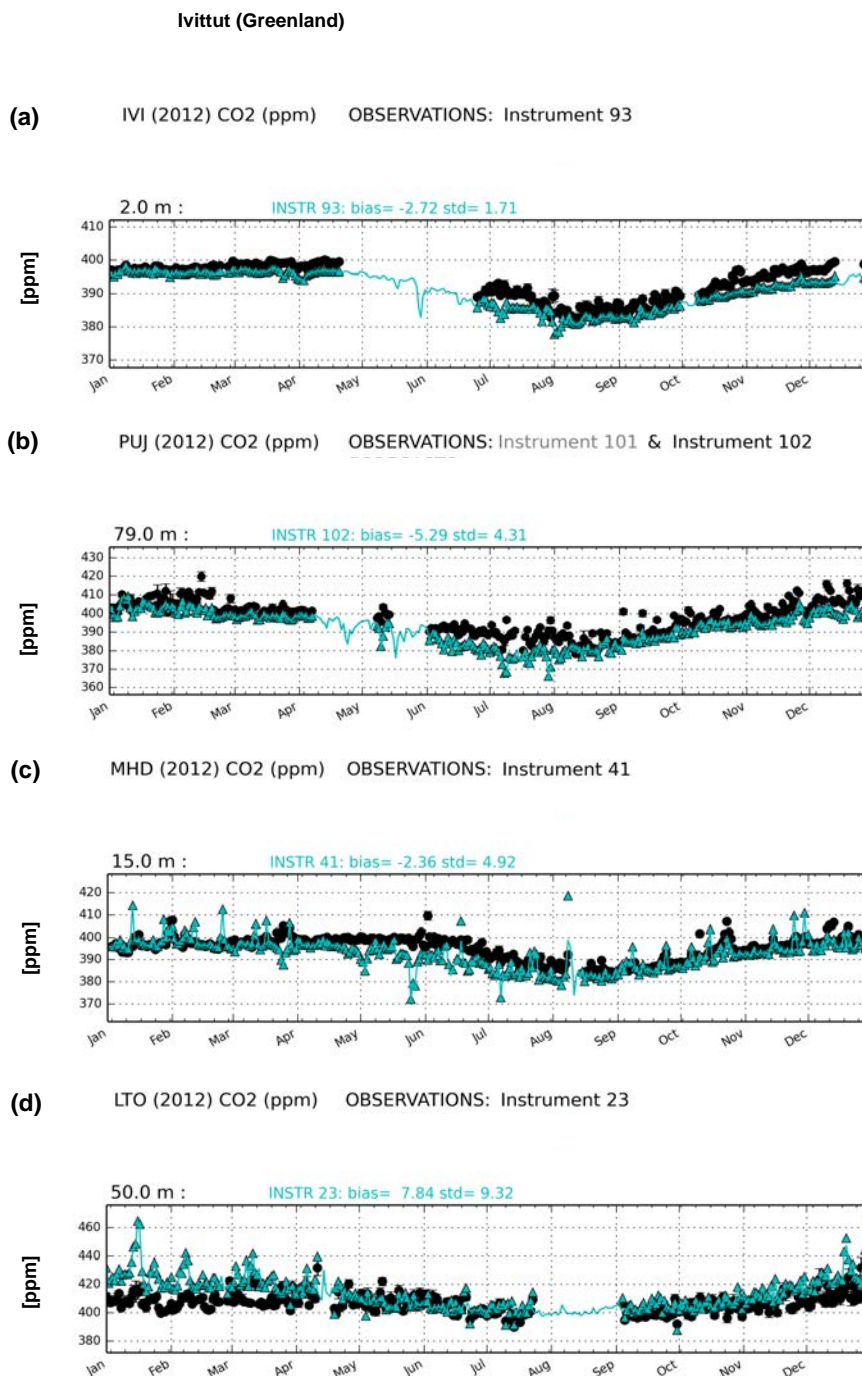 Ivittut (Greenland)
(a) IVI (2012) CO2 (ppm) OBSERVATIONS: Instrument 93
2.0 m : INSTR 93: bias= -2.72 std= 1.71
410
400
390
380
370
[ppm]
Jan Feb Mar Apr May Jun Jul Aug Sep Oct Nov Dec
(b) PUJ (2012) CO2 (ppm) OBSERVATIONS: Instrument 101 & Instrument 102
79.0 m : INSTR 102: bias= -5.29 std= 4.31
430
420
410
400
390
380
370
360
[ppm]
Jan Feb Mar Apr May Jun Jul Aug Sep Oct Nov Dec
(c) MHD (2012) CO2 (ppm) OBSERVATIONS: Instrument 41
15.0 m : INSTR 41: bias= -2.36 std= 4.92
420
410
400
390
380
370
[ppm]
Jan Feb Mar Apr May Jun Jul Aug Sep Oct Nov Dec
(d) LTO (2012) CO2 (ppm) OBSERVATIONS: Instrument 23
50.0 m : INSTR 23: bias= 7.84 std= 9.32
460
440
420
400
380
[ppm]
Jan Feb Mar Apr May Jun Jul Aug Sep Oct Nov Dec